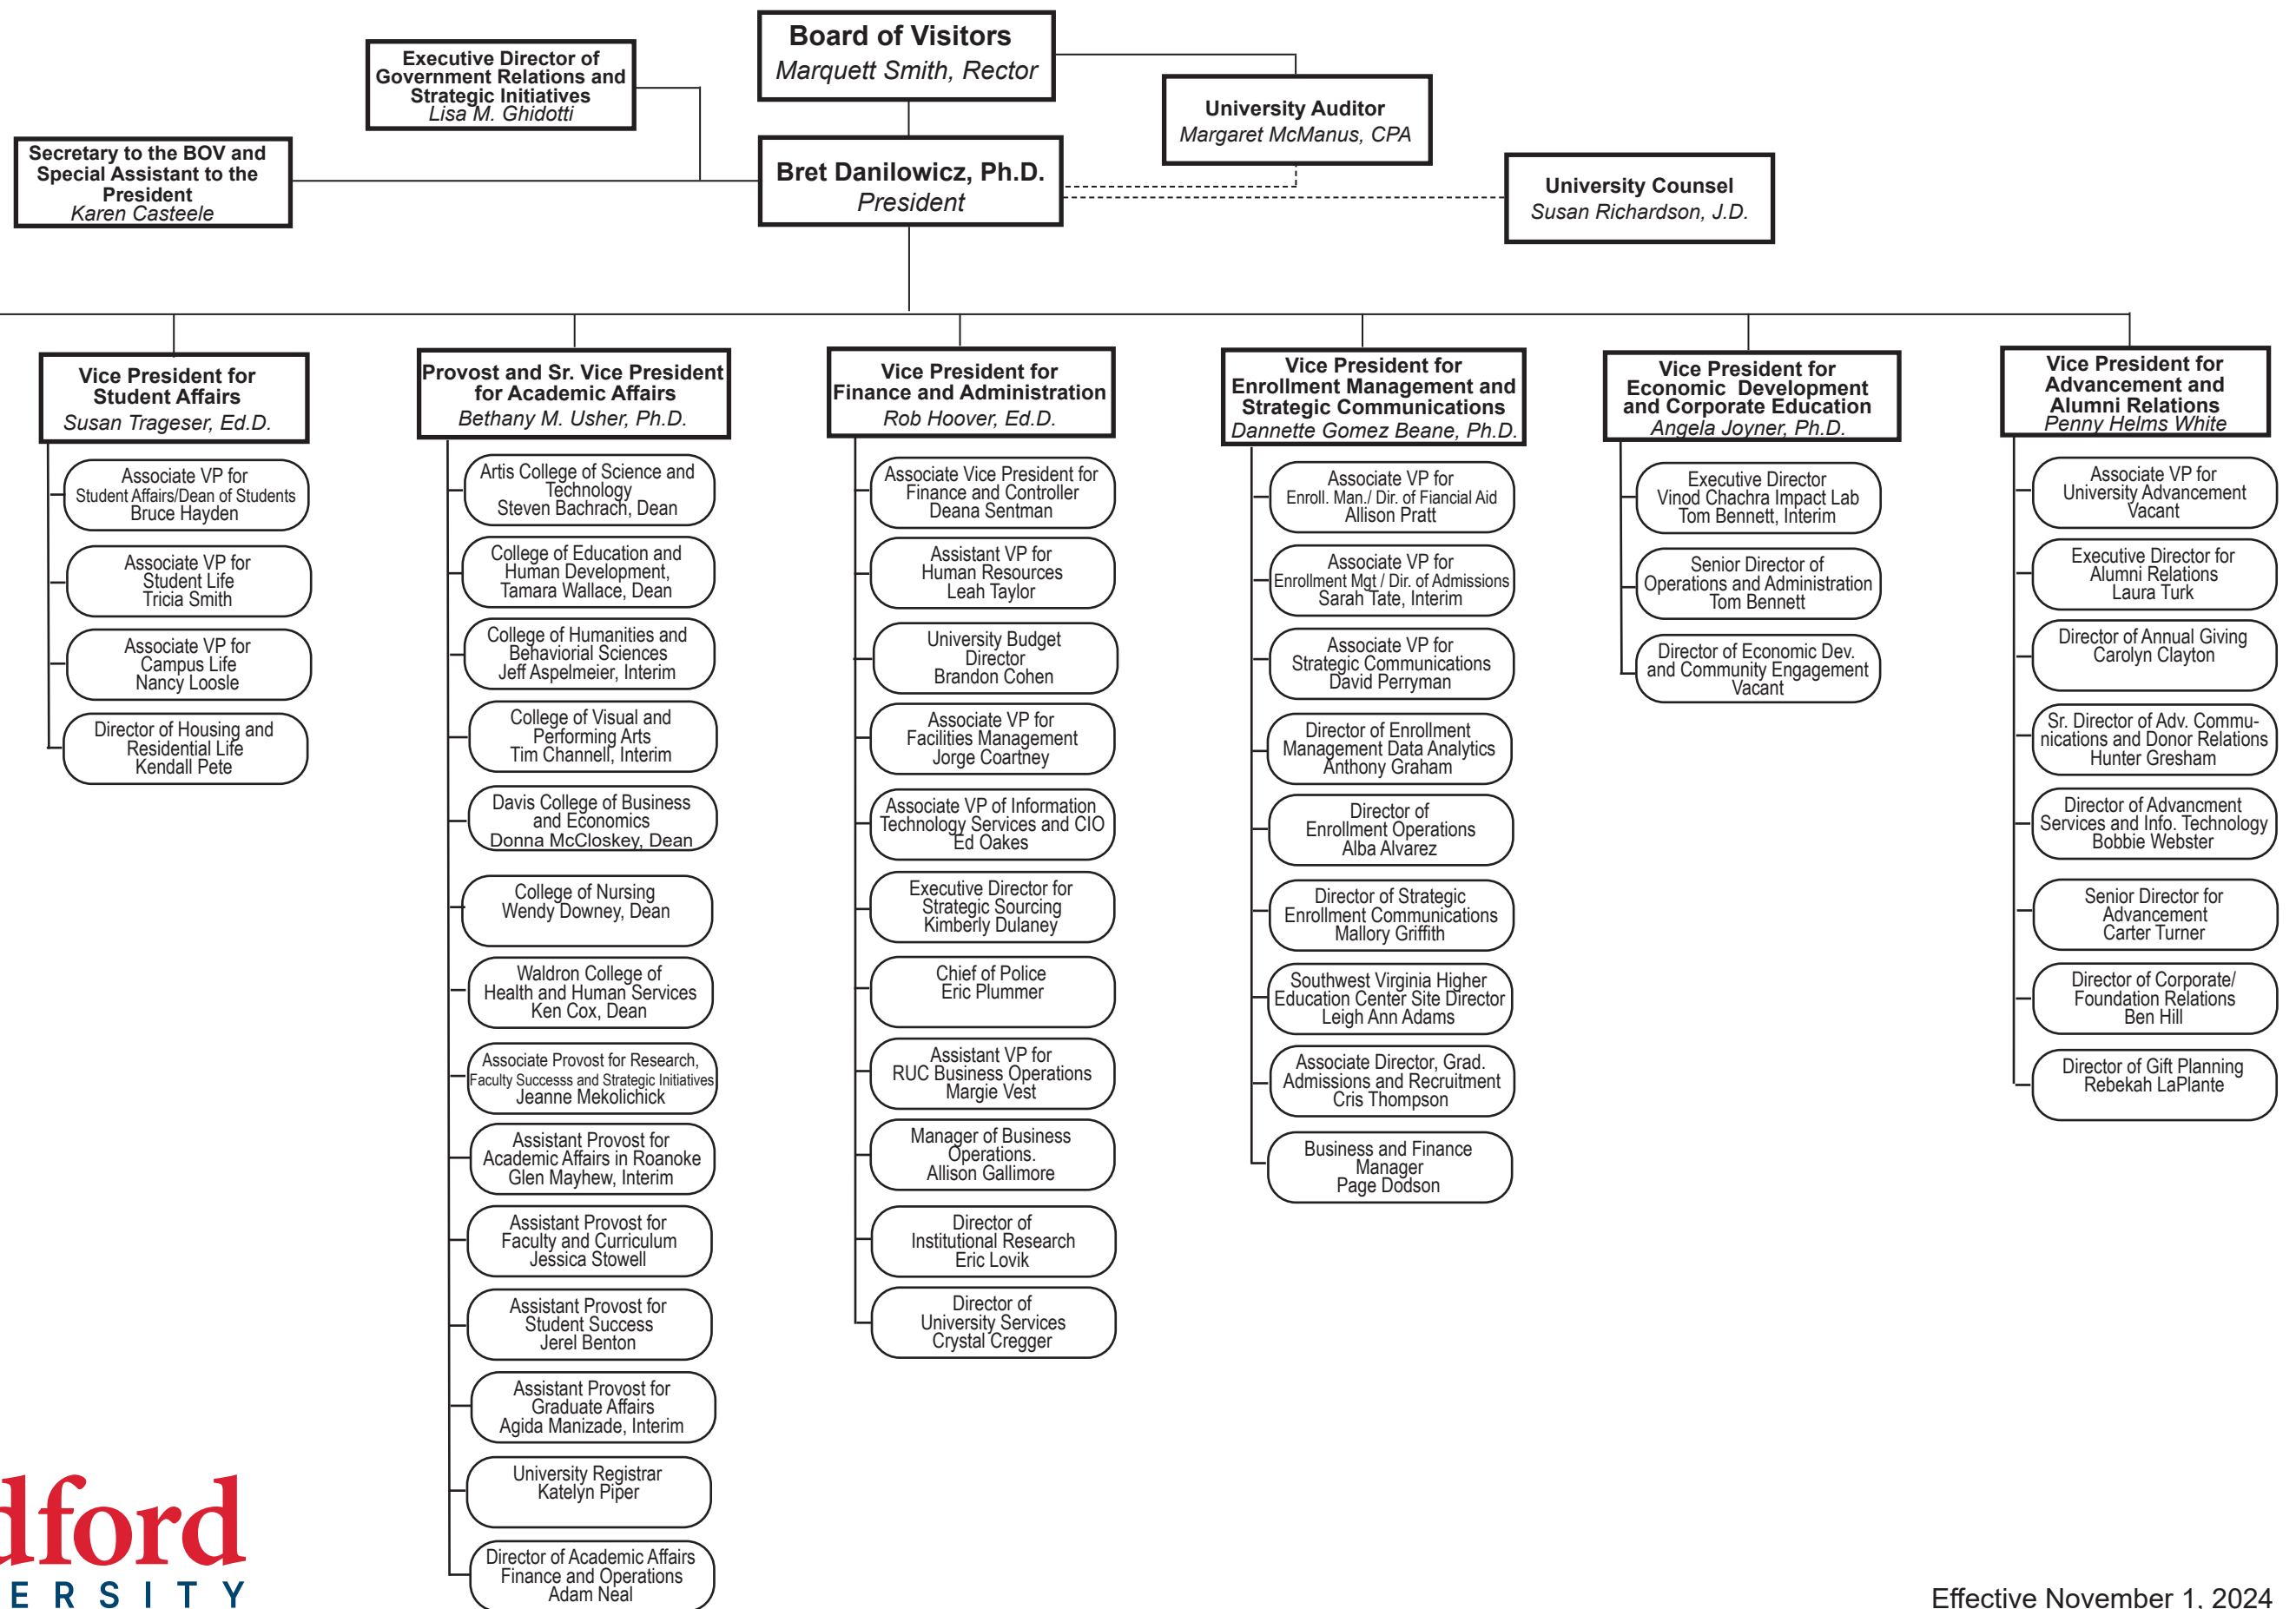 Board of Visitors
Marquett Smith, Rector
Executive Director of
Government Relations and
Strategic Initiatives
Lisa M. Ghidotti
University Auditor
Margaret McManus, CPA
Secretary to the BOV and
Special Assistant to the
President
Karen Casteele
Bret Danilowicz, Ph.D.
President
University Counsel
Susan Richardson, J.D.
Vice President for
Student Affairs
Susan Trageser, Ed.D.
Associate VP for
Student Affairs/Dean of Students
Bruce Hayden
Associate VP for
Student Life
Tricia Smith
Associate VP for
Campus Life
Nancy Loosle
Director of Housing and
Residential Life
Kendall Pete
Provost and Sr. Vice President
for Academic Affairs
Bethany M. Usher, Ph.D.
Artis College of Science and
Technology
Steven Bachrach, Dean
College of Education and
Human Development,
Tamara Wallace, Dean
College of Humanities and
Behaviorial Sciences
Jeff Aspelmeier, Interim
College of Visual and
Performing Arts
Tim Channell, Interim
Davis College of Business
and Economics
Donna McCloskey, Dean
College of Nursing
Wendy Downey, Dean
Waldron College of
Health and Human Services
Ken Cox, Dean
Associate Provost for Research,
Faculty Successs and Strategic Initiatives
Jeanne Mekolichick
Assistant Provost for
Academic Affairs in Roanoke
Glen Mayhew, Interim
Assistant Provost for
Faculty and Curriculum
Jessica Stowell
Assistant Provost for
Student Success
Jerel Benton
Assistant Provost for
Graduate Affairs
Agida Manizade, Interim
University Registrar
Katelyn Piper
Director of Academic Affairs
Finance and Operations
Adam Neal
Vice President for
Finance and Administration
Rob Hoover, Ed.D.
Associate Vice President for
Finance and Controller
Deana Sentman
Assistant VP for
Human Resources
Leah Taylor
University Budget
Director
Brandon Cohen
Associate VP for
Facilities Management
Jorge Coartney
Associate VP of Information
Technology Services and CIO
Ed Oakes
Executive Director for
Strategic Sourcing
Kimberly Dulaney
Chief of Police
Eric Plummer
Assistant VP for
RUC Business Operations
Margie Vest
Manager of Business
Operations.
Allison Gallimore
Director of
Institutional Research
Eric Lovik
Director of
University Services
Crystal Cregger
Vice President for
Enrollment Management and
Strategic Communications
Dannette Gomez Beane, Ph.D.
Associate VP for
Enroll. Man./ Dir. of Fiancial Aid
Allison Pratt
Associate VP for
Enrollment Mgt / Dir. of Admissions
Sarah Tate, Interim
Associate VP for
Strategic Communications
David Perryman
Director of Enrollment
Management Data Analytics
Anthony Graham
Director of
Enrollment Operations
Alba Alvarez
Director of Strategic
Enrollment Communications
Mallory Griffith
Southwest Virginia Higher
Education Center Site Director
Leigh Ann Adams
Associate Director, Grad.
Admissions and Recruitment
Cris Thompson
Business and Finance
Manager
Page Dodson
Vice President for
Economic  Development
and Corporate Education
Angela Joyner, Ph.D.
Executive Director
Vinod Chachra Impact Lab
Tom Bennett, Interim
Senior Director of
Operations and Administration
Tom Bennett
Director of Economic Dev.
and Community Engagement
Vacant
Vice President for
Advancement and
Alumni Relations
Penny Helms White
Associate VP for
University Advancement
Vacant
Executive Director for
Alumni Relations
Laura Turk
Director of Annual Giving
Carolyn Clayton
Sr. Director of Adv. Commu-
nications and Donor Relations
Hunter Gresham
Director of Advancment
Services and Info. Technology
Bobbie Webster
Senior Director for
Advancement
Carter Turner
Director of Corporate/
Foundation Relations
Ben Hill
Director of Gift Planning
Rebekah LaPlante
dford
ERSITY
Effective November 1, 2024